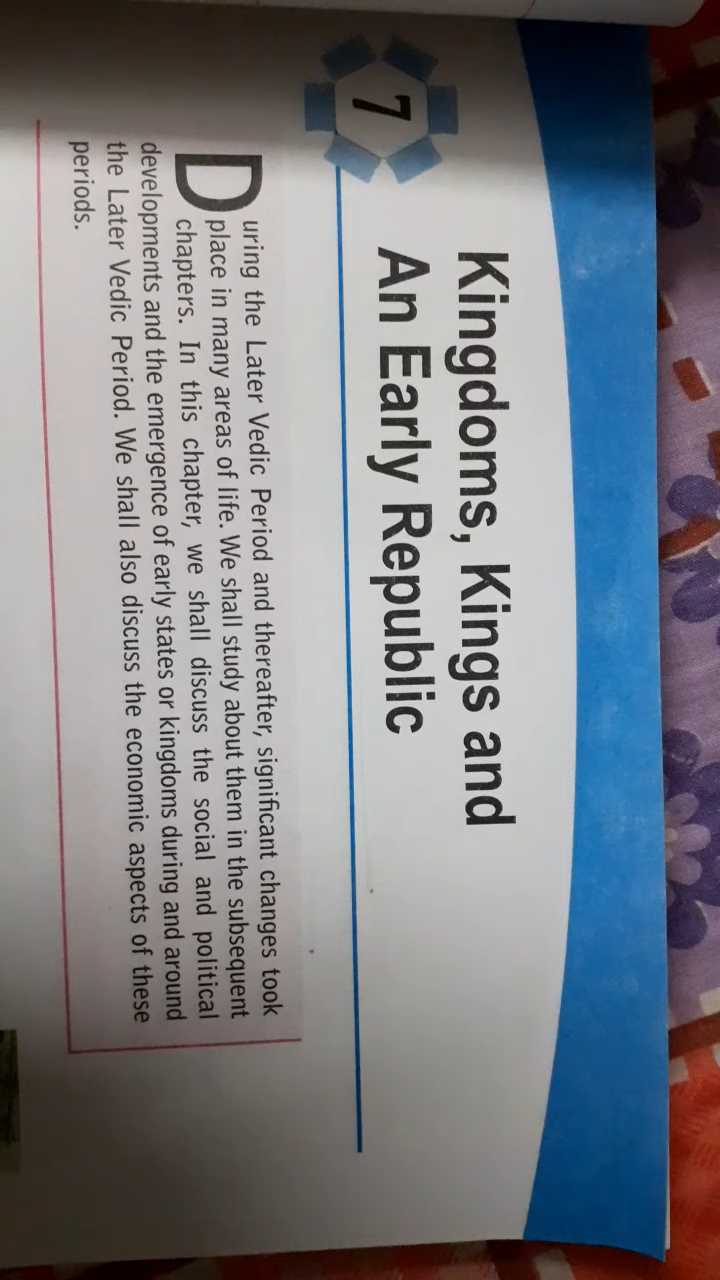 7
Kingdoms, Kings and
An Early Republic
During the Later Vedic Period and thereafter, significant changes took
place in many areas of life. We shall study about them in the subsequent
chapters. In this chapter, we shall discuss the social and political
developments and the emergence of early states or kingdoms during and around
the Later Vedic Period. We shall also discuss the economic aspects of these
periods.